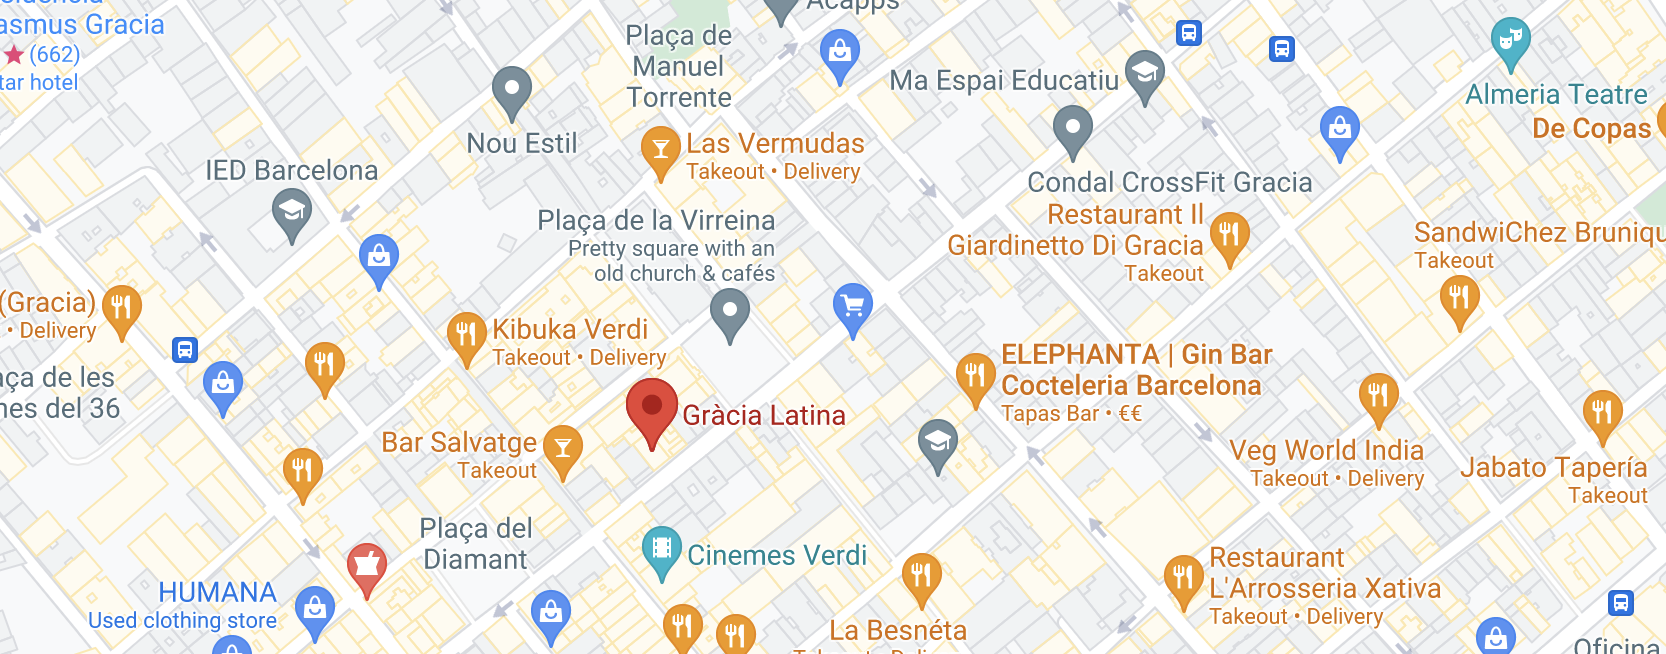 asmus Gracia
(662)
tar hotel
Acapps
Plaça de
Manuel
Torrente
Nou Estil
Ma Espai Educatiu
Almeria Teatre
De Copas
Las Vermudas
Takeout • Delivery
IED Barcelona
Condal CrossFit Gracia
Plaça de la Virreina
Pretty square with an
old church & cafés
Restaurant Il
Giardinetto Di Gracia
Takeout
SandwiChez Bruniqu
Takeout
(Gracia)
• Delivery
Kibuka Verdi
Takeout • Delivery
ELEPHANTA | Gin Bar
Cocteleria Barcelona
Tapas Bar • €€
aça de les
nes del 36
Gràcia Latina
Bar Salvatge
Takeout
Veg World India
Takeout • Delivery
Jabato Tapería
Takeout
Plaça del
Diamant
Cinemes Verdi
Restaurant
L'Arrosseria Xativa
Takeout • Delivery
HUMANA
Used clothing store
La Besnéta
Oficina